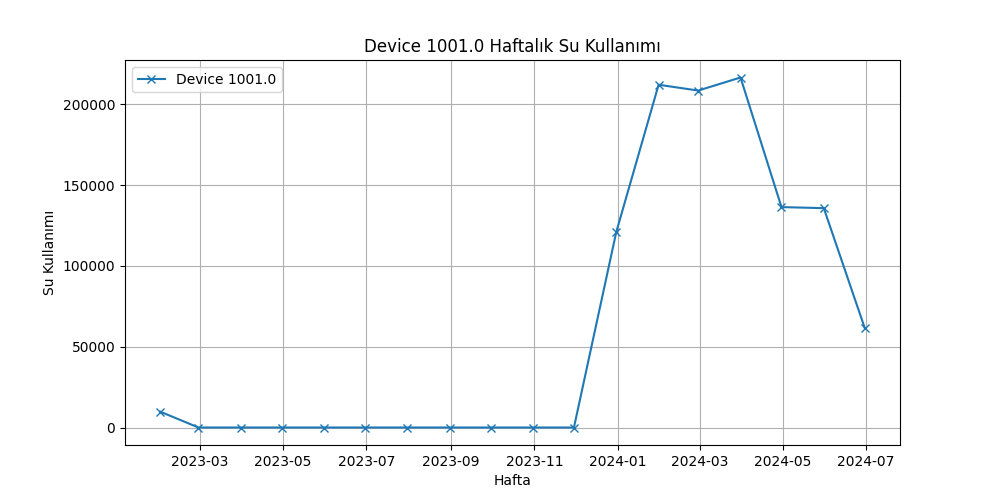 Device 1001.0 Haftalık Su Kullanımı
Device 1001.0
200000
150000
100000
50000
0
Su Kullanımı
2023-03 2023-05 2023-07 2023-09 2023-11 2024-01 2024-03 2024-05 2024-07
Hafta